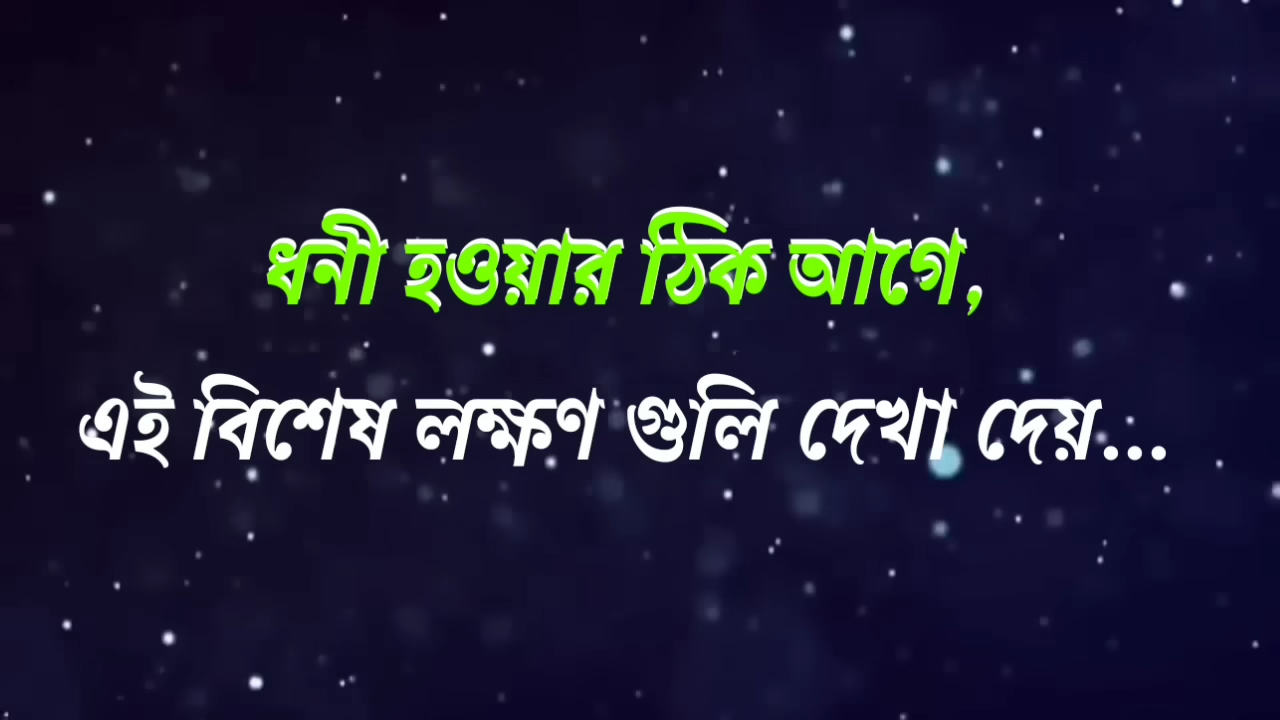 ধনী হওয়ার ঠিক আগে,
এই বিশেষ লক্ষণ গুলি দেখা দেয়...